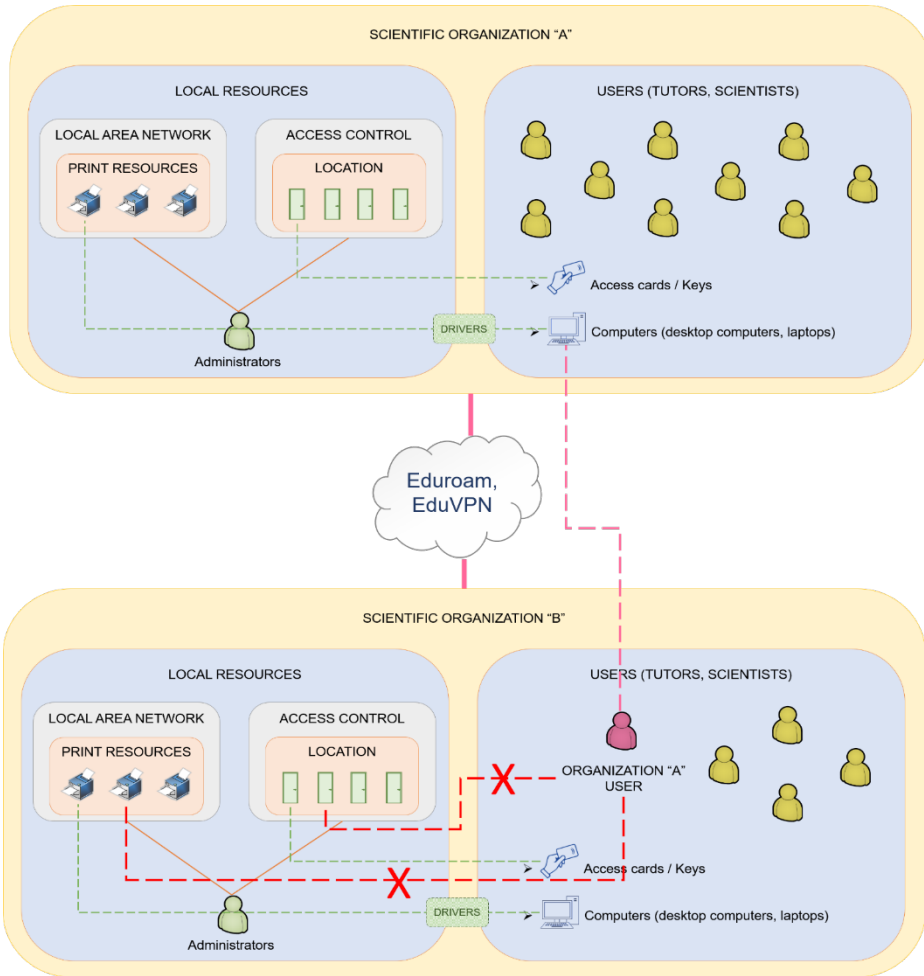 SCIENTIFIC ORGANIZATION “A”
LOCAL RESOURCES
LOCAL AREA NETWORK
PRINT RESOURCES
ACCESS CONTROL
LOCATION
Administrators
DRIVERS
USERS (TUTORS, SCIENTISTS)
Access cards / Keys
Computers (desktop computers, laptops)
Eduroam,
EduVPN
SCIENTIFIC ORGANIZATION “B”
LOCAL RESOURCES
LOCAL AREA NETWORK
PRINT RESOURCES
ACCESS CONTROL
LOCATION
Administrators
DRIVERS
USERS (TUTORS, SCIENTISTS)
ORGANIZATION “A”
USER
X
X
Access cards / Keys
Computers (desktop computers, laptops)